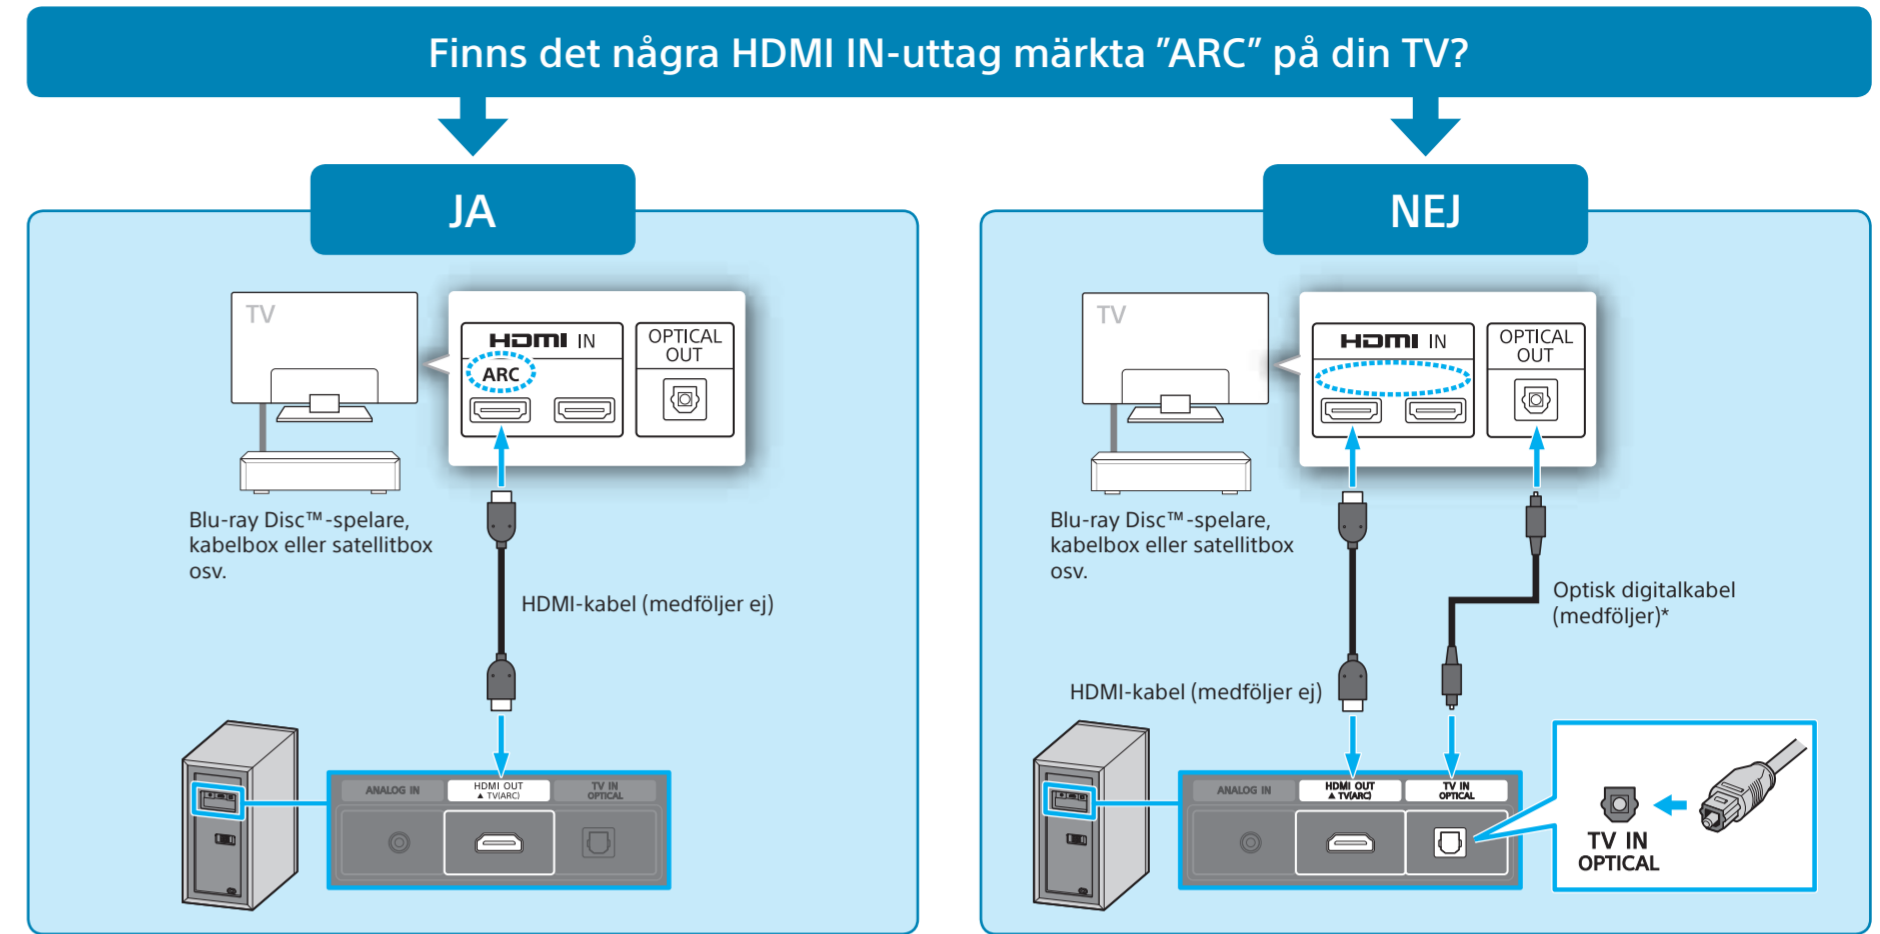 Finns det några HDMI IN-uttag märkta ”ARC” på din TV?
JA
TV
HDMI IN
ARC
OPTICAL
OUT
Blu-ray Disc™-spelare,
kabelbox eller satellitbox
osv.
HDMI-kabel (medföljer ej)
ANALOG IN
HDMI OUT
▲ TV(ARC)
TV IN
OPTICAL
NEJ
TV
HDMI IN
OPTICAL
OUT
Blu-ray Disc™-spelare,
kabelbox eller satellitbox
osv.
Optisk digitalkabel
(medföljer)*
HDMI-kabel (medföljer ej)
ANALOG IN
HDMI OUT
▲ TV(ARC)
TV IN
OPTICAL
TV IN
OPTICAL